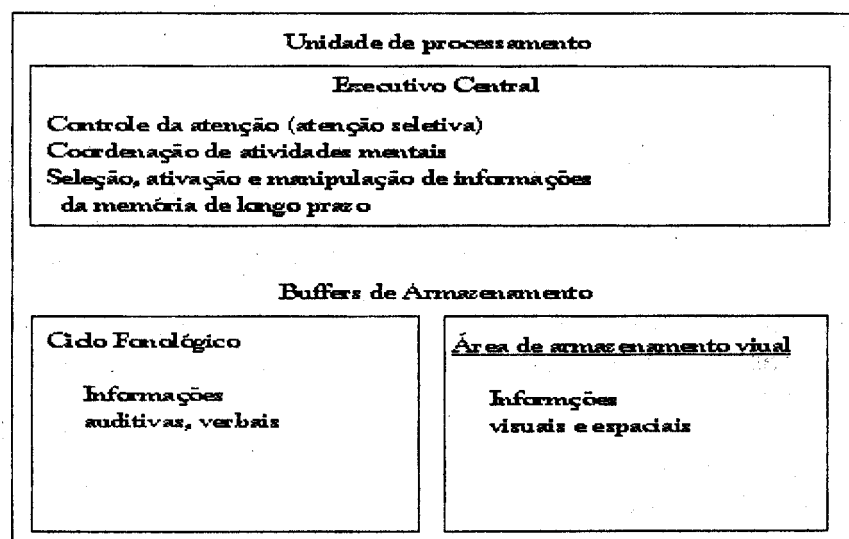 Unidade de processamento
Executivo Central
Controle da atenção (atenção seletiva)
Coordenação de atividades mentais
Seleção, ativação e manipulação de informações
da memória de longo prazo
Buffers de Armazenamento
Ciclo Fonológico
Informações
auditivas, verbais
Área de armazenamento viual
Informções
visuais e espaciais